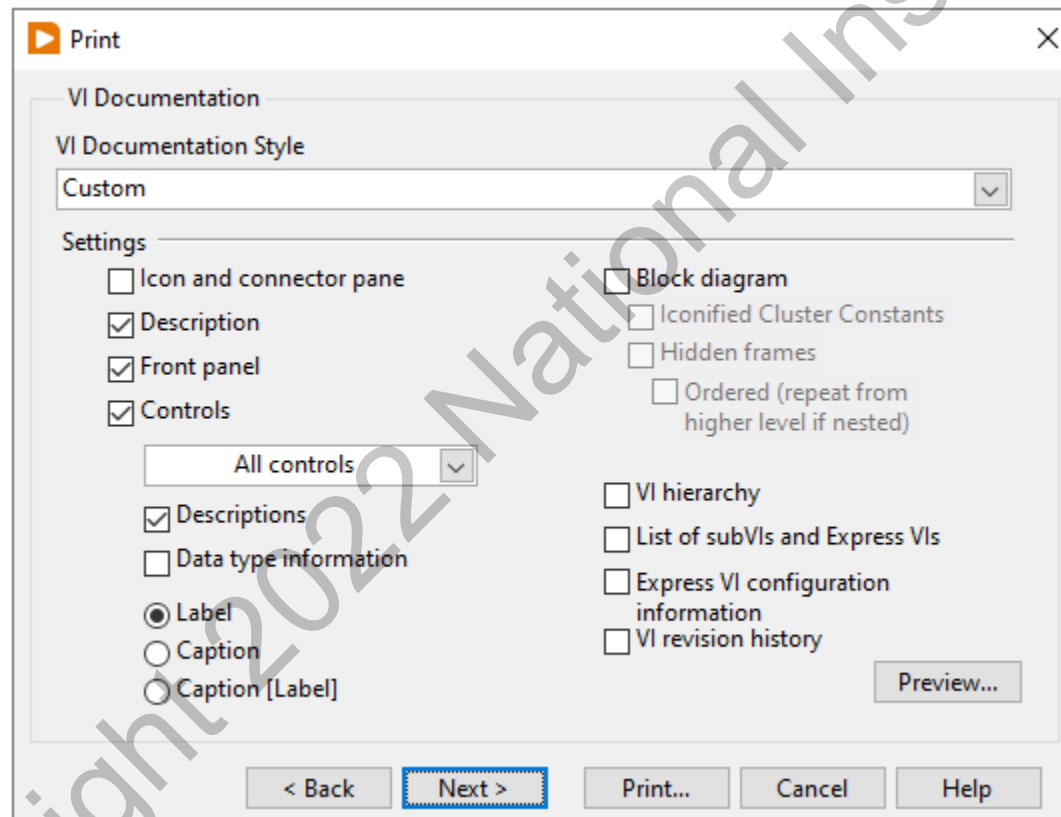 Print
VI Documentation
VI Documentation Style
Custom
Settings
Icon and connector pane
Description
Front panel
Controls
All controls
Descriptions
Data type information
Label
Caption
Caption [Label]
Block diagram
Iconified Cluster Constants
Hidden frames
Ordered (repeat from
higher level if nested)
VI hierarchy
List of subVIs and Express VIs
Express VI configuration
information
VI revision history
Preview...
< Back
Next >
Print...
Cancel
Help
ight 2022 National Ins